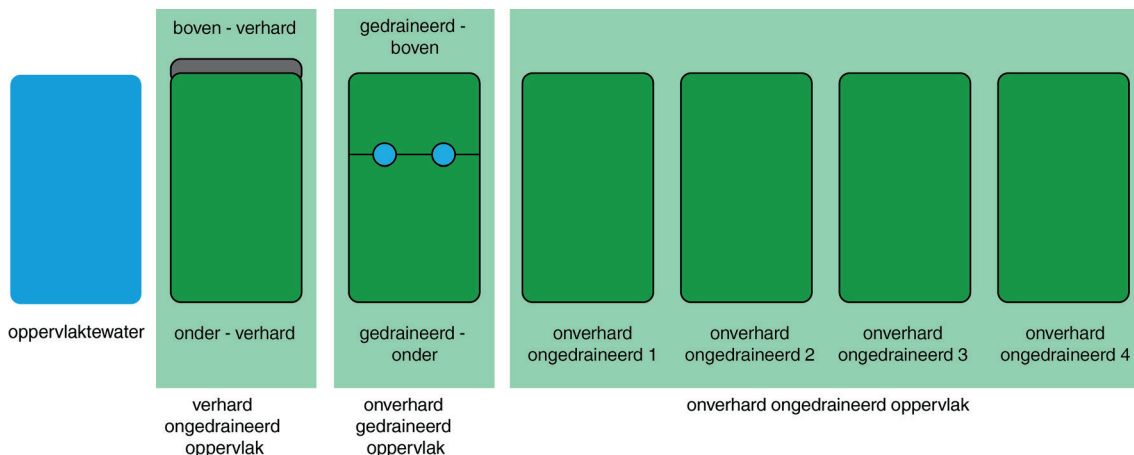 boven - verhard
gedraineerd -
boven
oppervlaktewater
onder - verhard
gedraineerd -
onder
onverhard
ongedraineerd 1
onverhard
ongedraineerd 2
onverhard
ongedraineerd 3
onverhard
ongedraineerd 4
verhard
ongedraineerd
oppervlak
onverhard
gedraineerd
oppervlak
onverhard ongedraineerd oppervlak